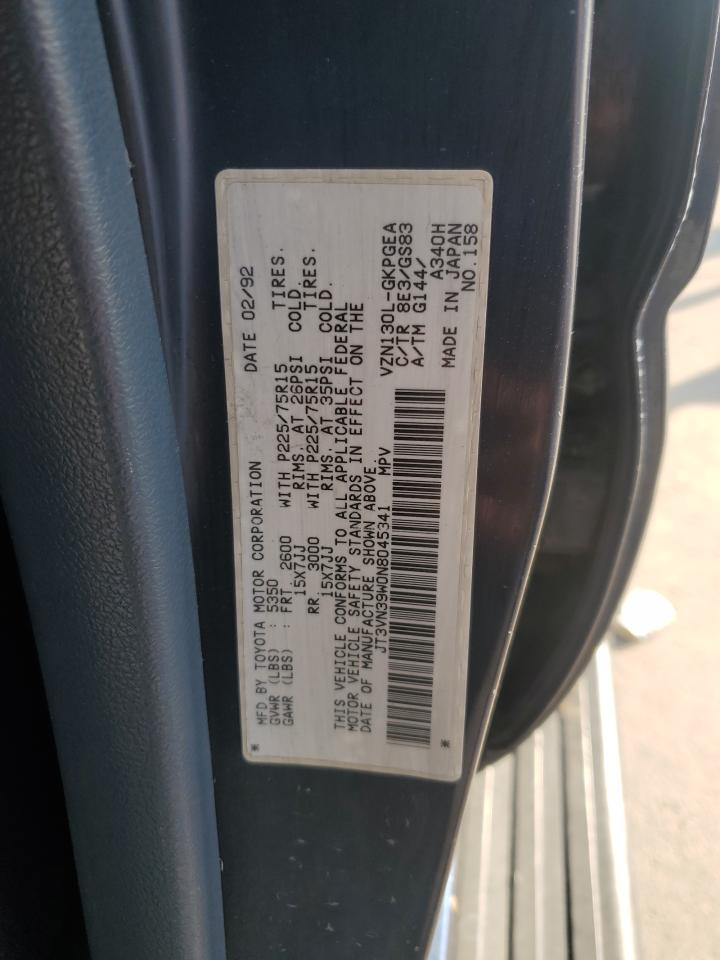 MFD BY TOYOTA MOTOR CORPORATION DATE 02/92
GVWR (LBS) : 5350
GAWR (LBS) : FRT. 2600 WITH P225/75R15 TIRES.
15X7JJ RIMS. AT 26PSI COLD.
RR. 3000 WITH P225/75R15 TIRES.
15X7JJ RIMS. AT 35PSI COLD.
THIS VEHICLE CONFORMS TO ALL APPLICABLE FEDERAL
MOTOR VEHICLE SAFETY STANDARDS IN EFFECT ON THE
DATE OF MANUFACTURE SHOWN ABOVE.
JT3VN39W0N8045341 MPV
* *
VZN130L-GKPGEA
C/TR 8E3/GS83
A/TM G144/
A340H
MADE IN JAPAN
NO.158